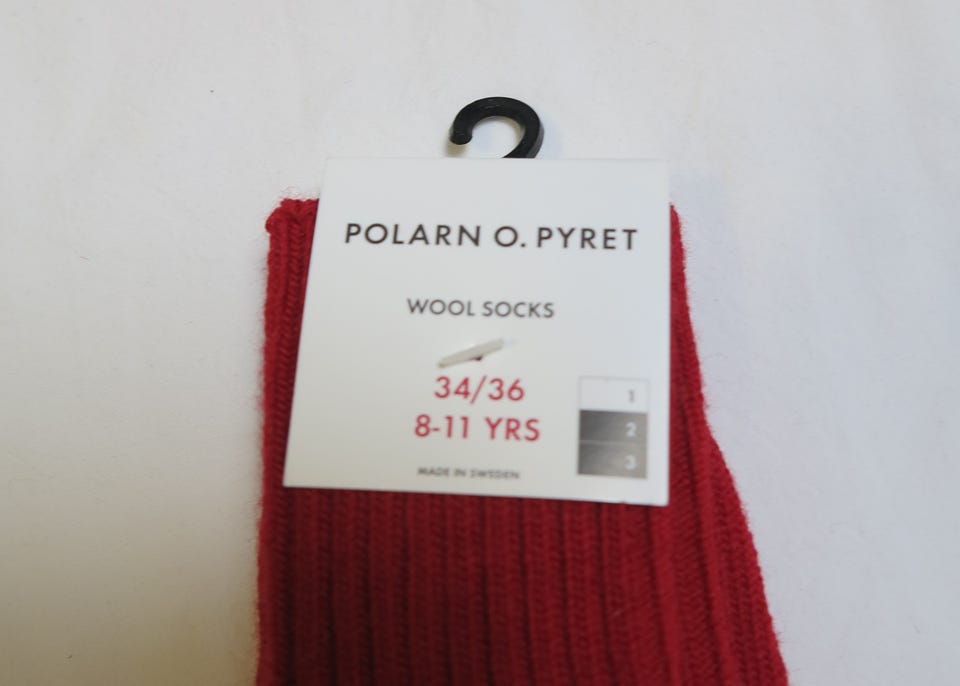 POLARN O. PYRET
WOOL SOCKS
34/36
8-11 YRS
1
2
3
MADE IN SWEDEN